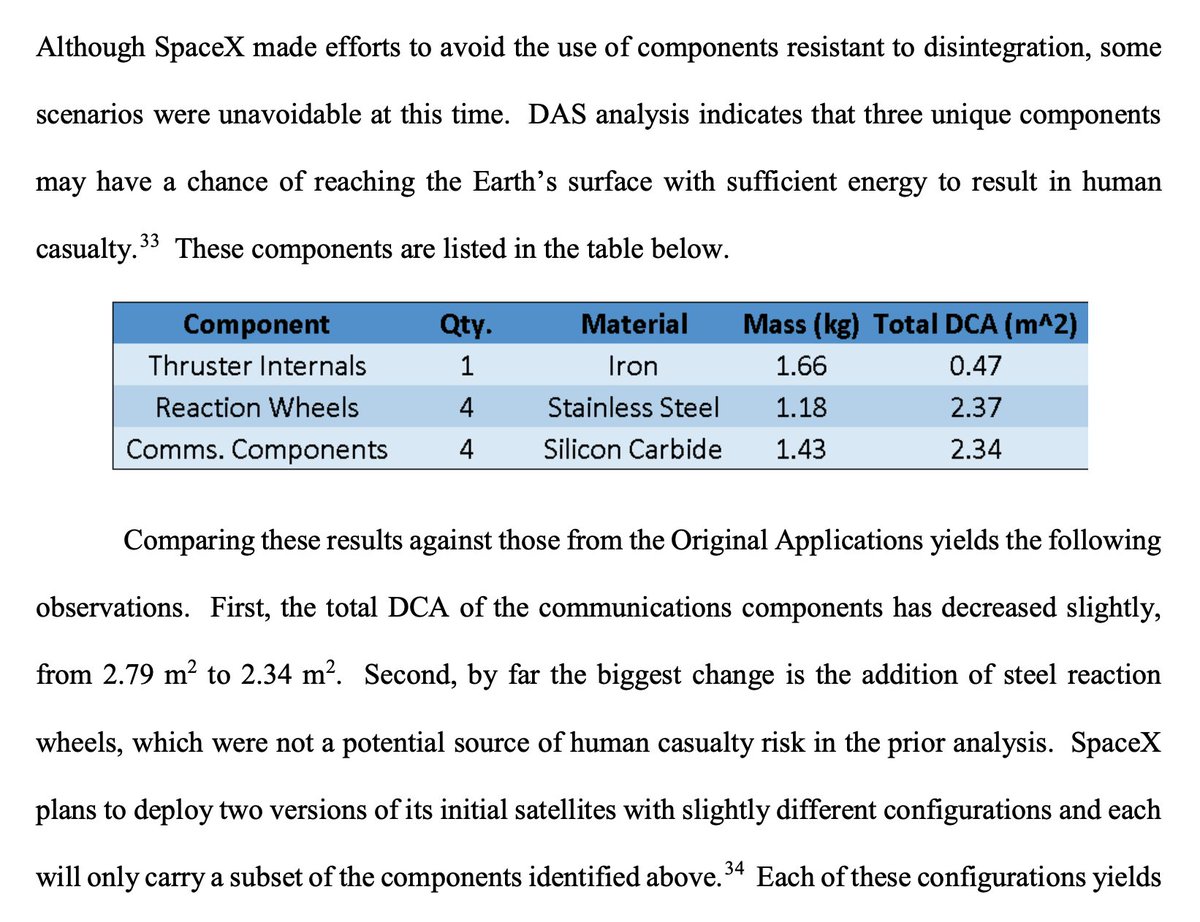 Although SpaceX made efforts to avoid the use of components resistant to disintegration, some
scenarios were unavoidable at this time.  DAS analysis indicates that three unique components
may have a chance of reaching the Earth’s surface with sufficient energy to result in human
casualty.³³  These components are listed in the table below.
Component Qty. Material Mass (kg) Total DCA (m^2)
Thruster Internals 1 Iron 1.66 0.47
Reaction Wheels 4 Stainless Steel 1.18 2.37
Comms. Components 4 Silicon Carbide 1.43 2.34
Comparing these results against those from the Original Applications yields the following
observations.  First, the total DCA of the communications components has decreased slightly,
from 2.79 m² to 2.34 m².  Second, by far the biggest change is the addition of steel reaction
wheels, which were not a potential source of human casualty risk in the prior analysis.  SpaceX
plans to deploy two versions of its initial satellites with slightly different configurations and each
will only carry a subset of the components identified above.³⁴  Each of these configurations yields